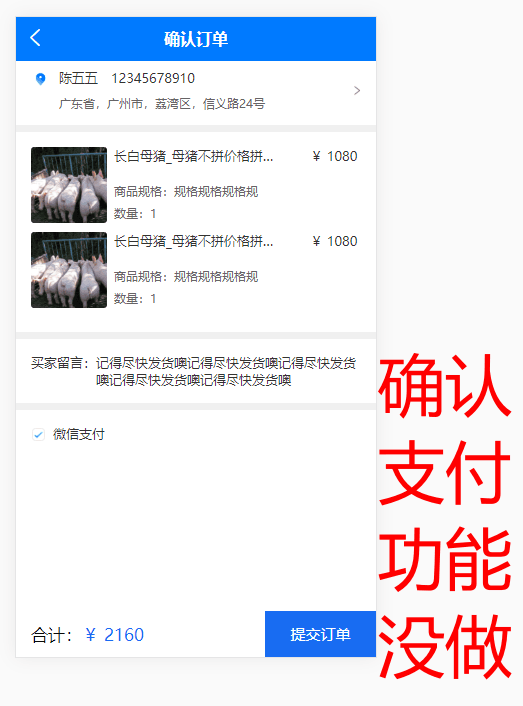 确认订单
陈五五 12345678910
广东省，广州市，荔湾区，信义路24号
长白母猪_母猪不拼价格拼... ¥ 1080
商品规格：规格规格规格规
数量：1
长白母猪_母猪不拼价格拼... ¥ 1080
商品规格：规格规格规格规
数量：1
买家留言：记得尽快发货噢记得尽快发货噢记得尽快发货
噢记得尽快发货噢记得尽快发货噢
微信支付
合计：¥ 2160
提交订单
确认
支付
功能
没做